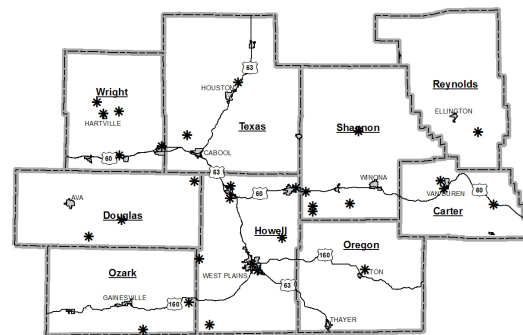 63
HOUSTON
Wright
Reynolds
ELLINGTON
HARTVILLE
Texas
Shannon
60
CABOOL
63
WINONA
VAN BUREN
60
60
AVA
Carter
Douglas
Howell
Oregon
160
Ozark
WEST PLAINS
GAINESVILLE
160
63
THAYER